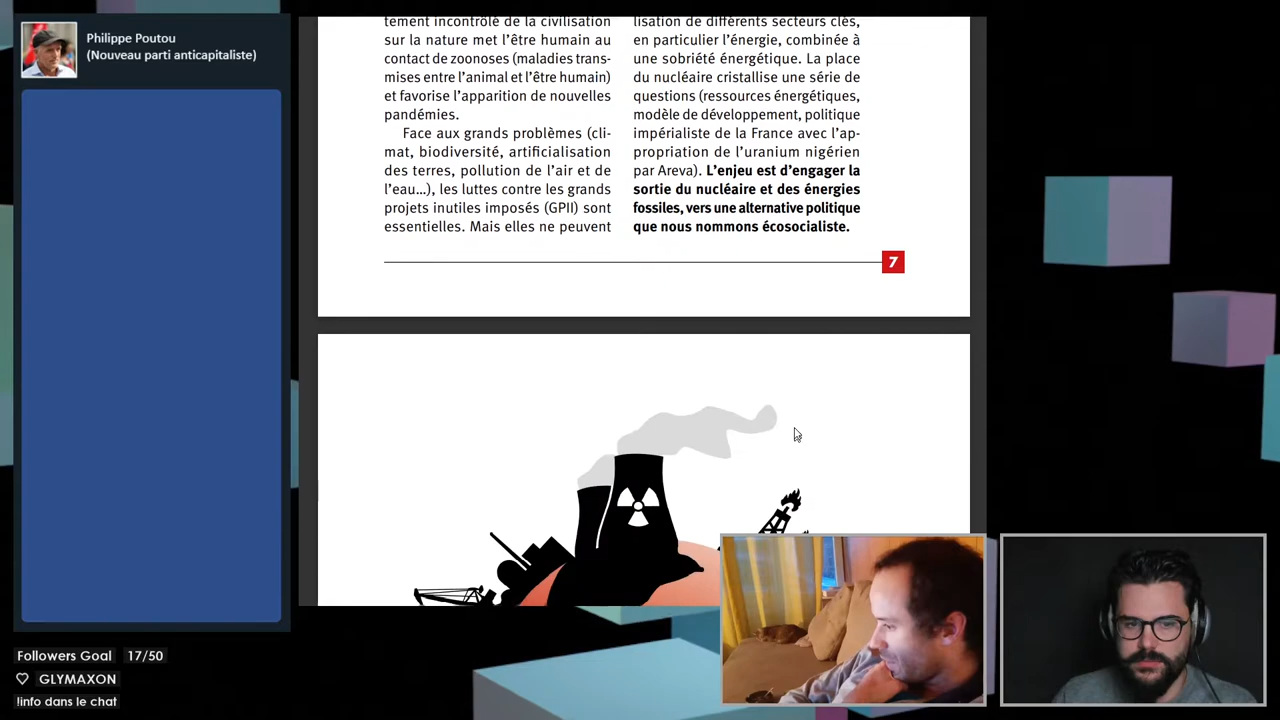 Philippe Poutou
(Nouveau parti anticapitaliste)
tement incontrôlé de la civilisation
sur la nature met l’être humain au
contact de zoonoses (maladies trans-
mises entre l’animal et l’être humain)
et favorise l’apparition de nouvelles
pandémies.
Face aux grands problèmes (cli-
mat, biodiversité, artificialisation
des terres, pollution de l’air et de
l’eau…), les luttes contre les grands
projets inutiles imposés (GPII) sont
essentielles. Mais elles ne peuvent
lisation de différents secteurs clés,
en particulier l’énergie, combinée à
une sobriété énergétique. La place
du nucléaire cristallise une série de
questions (ressources énergétiques,
modèle de développement, politique
impérialiste de la France avec l’ap-
propriation de l’uranium nigérien
par Areva). L’enjeu est d’engager la
sortie du nucléaire et des énergies
fossiles, vers une alternative politique
que nous nommons écosocialiste.
7
Followers Goal 17/50
GLYMAXON
!info dans le chat